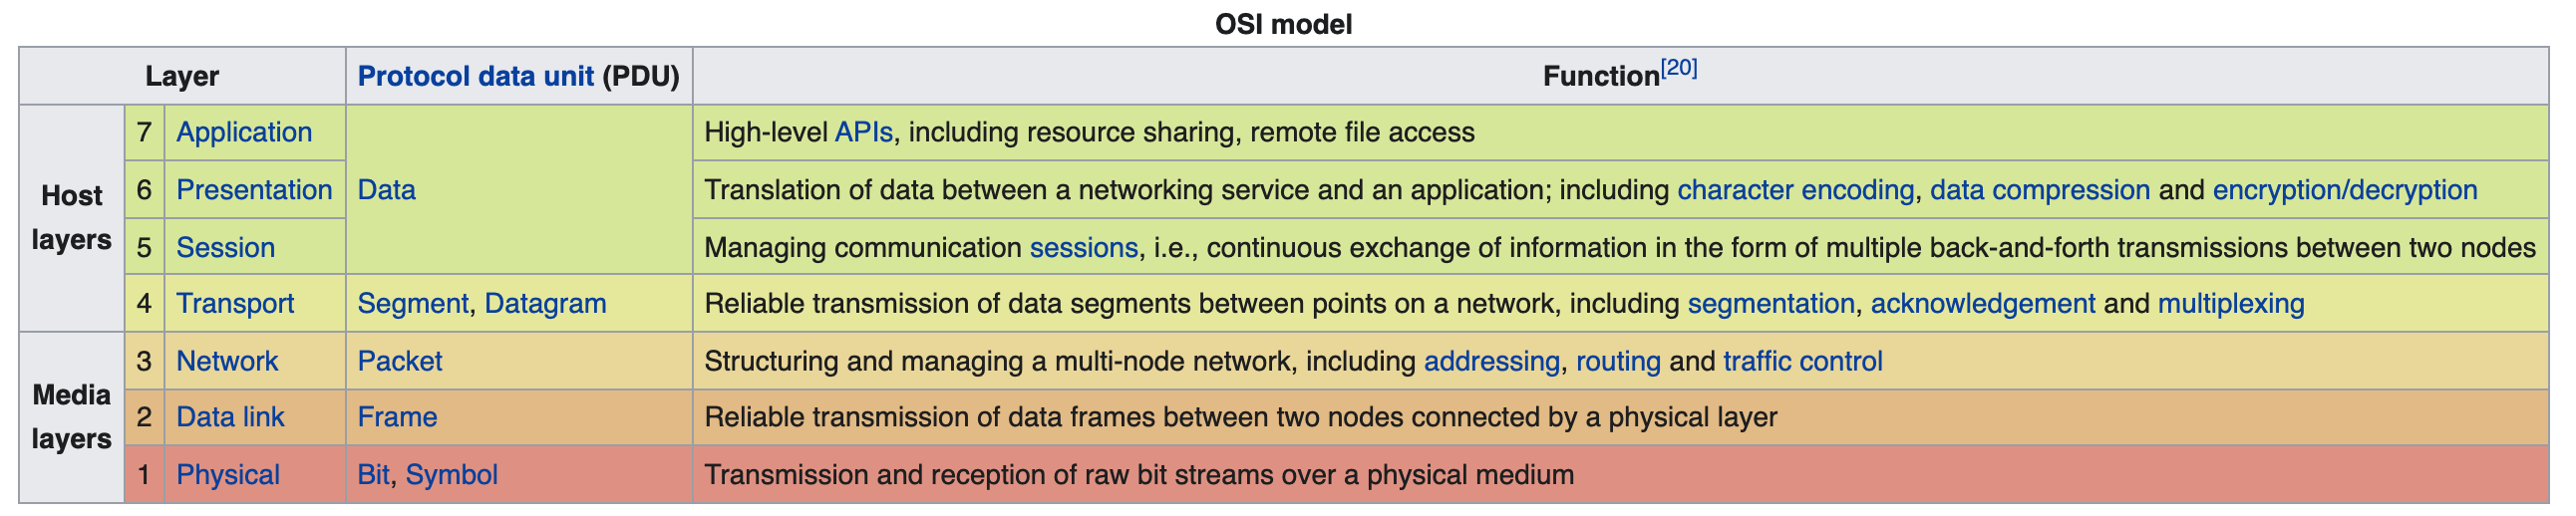 OSI model
Layer Protocol data unit (PDU) Function[20]
Host layers
7 Application Data High-level APIs, including resource sharing, remote file access
6 Presentation Translation of data between a networking service and an application; including character encoding, data compression and encryption/decryption
5 Session Managing communication sessions, i.e., continuous exchange of information in the form of multiple back-and-forth transmissions between two nodes
4 Transport Segment, Datagram Reliable transmission of data segments between points on a network, including segmentation, acknowledgement and multiplexing
Media layers
3 Network Packet Structuring and managing a multi-node network, including addressing, routing and traffic control
2 Data link Frame Reliable transmission of data frames between two nodes connected by a physical layer
1 Physical Bit, Symbol Transmission and reception of raw bit streams over a physical medium